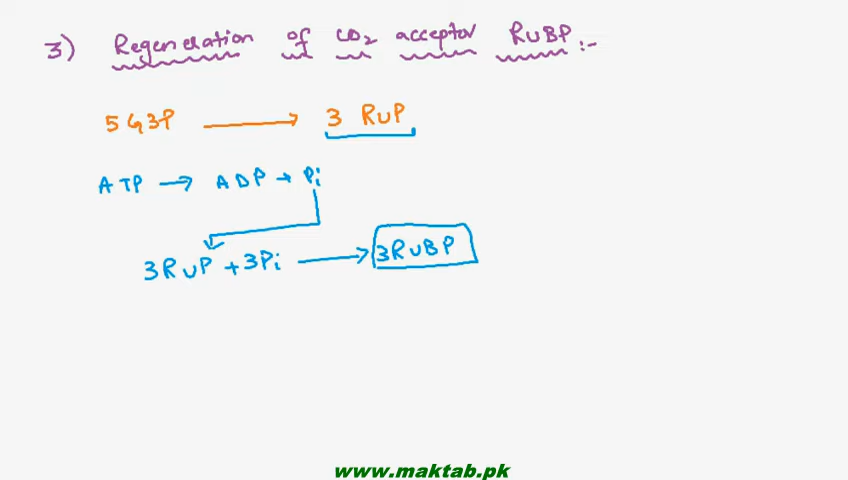 3) Regeneration of CO2 acceptor RUBP :-
5 G3P → 3 RUP
ATP → ADP + Pi
3RUP + 3Pi → 3RUBP
www.maktab.pk